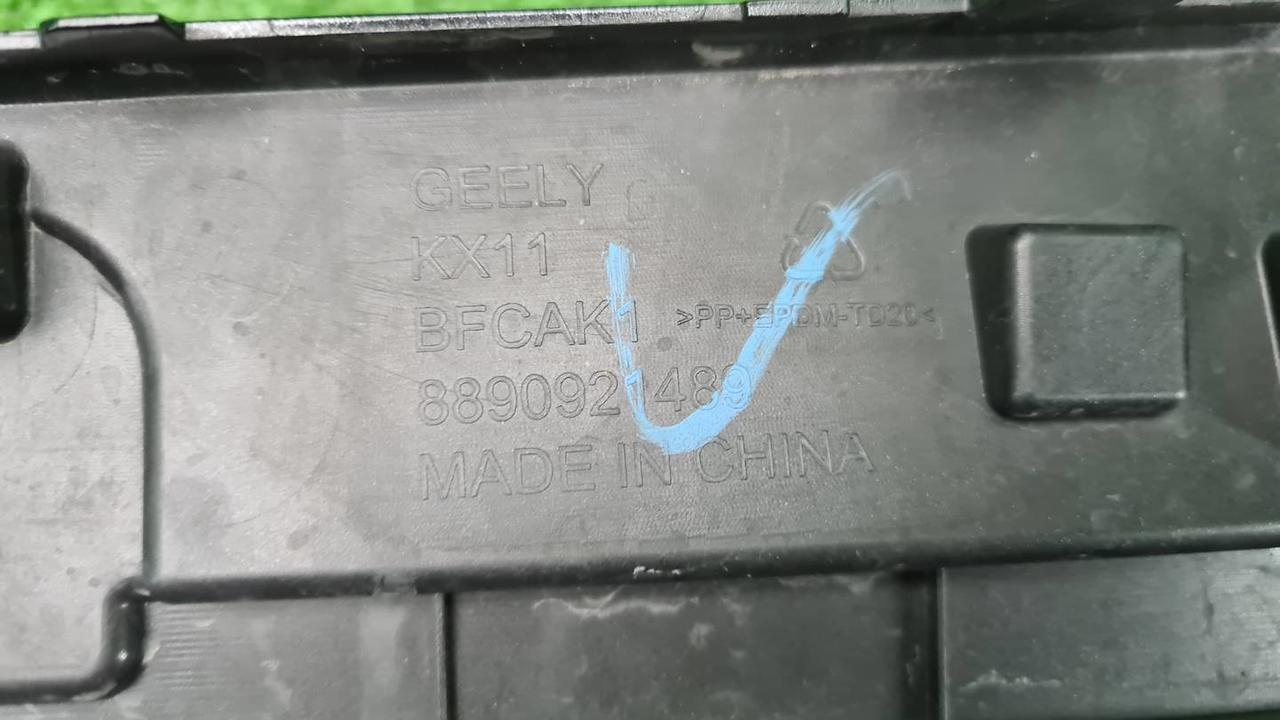 GEELY
KX11
BFCAK1 >PP+EPDM-TD20<
8890921489
MADE IN CHINA